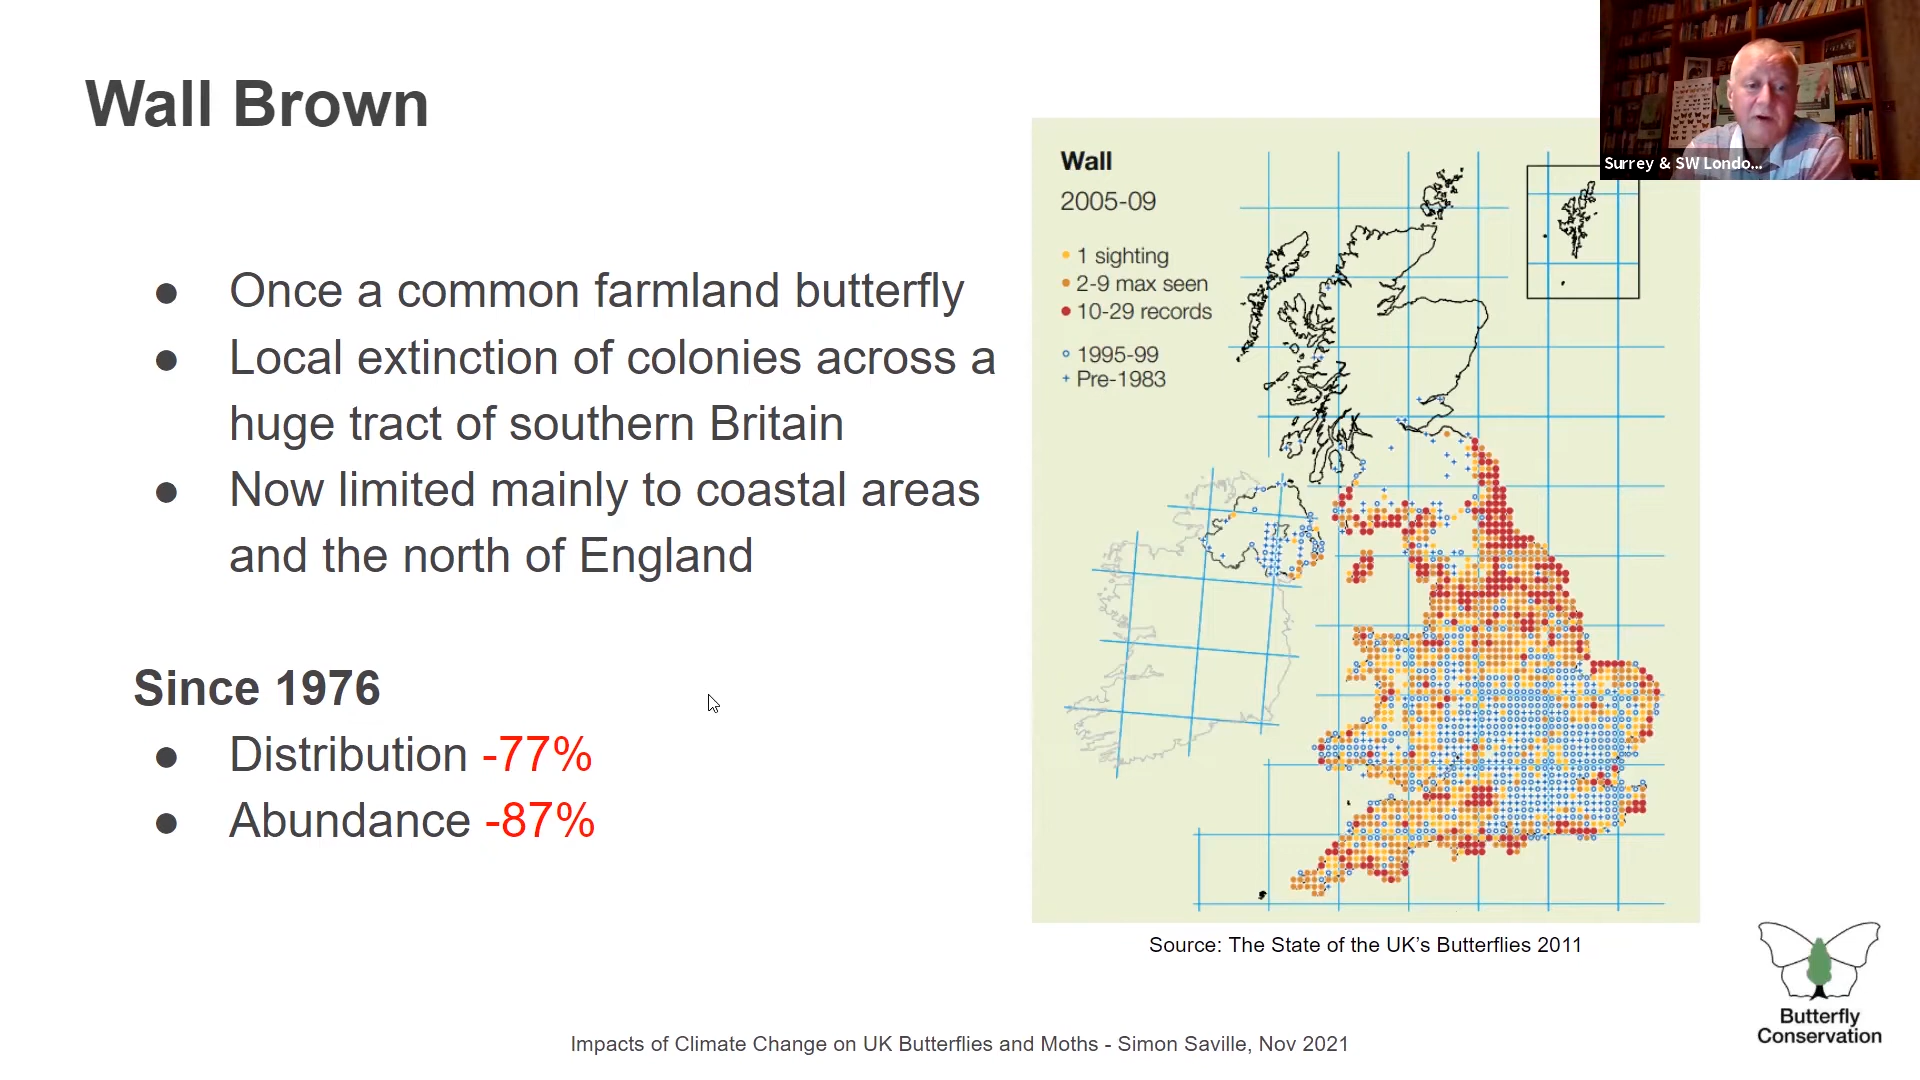 Wall Brown
● Once a common farmland butterfly
● Local extinction of colonies across a
huge tract of southern Britain
● Now limited mainly to coastal areas
and the north of England
Since 1976
● Distribution -77%
● Abundance -87%
Wall
2005-09
1 sighting
2-9 max seen
10-29 records
1995-99
Pre-1983
Surrey & SW Londo...
Source: The State of the UK’s Butterflies 2011
Butterfly
Conservation
Impacts of Climate Change on UK Butterflies and Moths - Simon Saville, Nov 2021